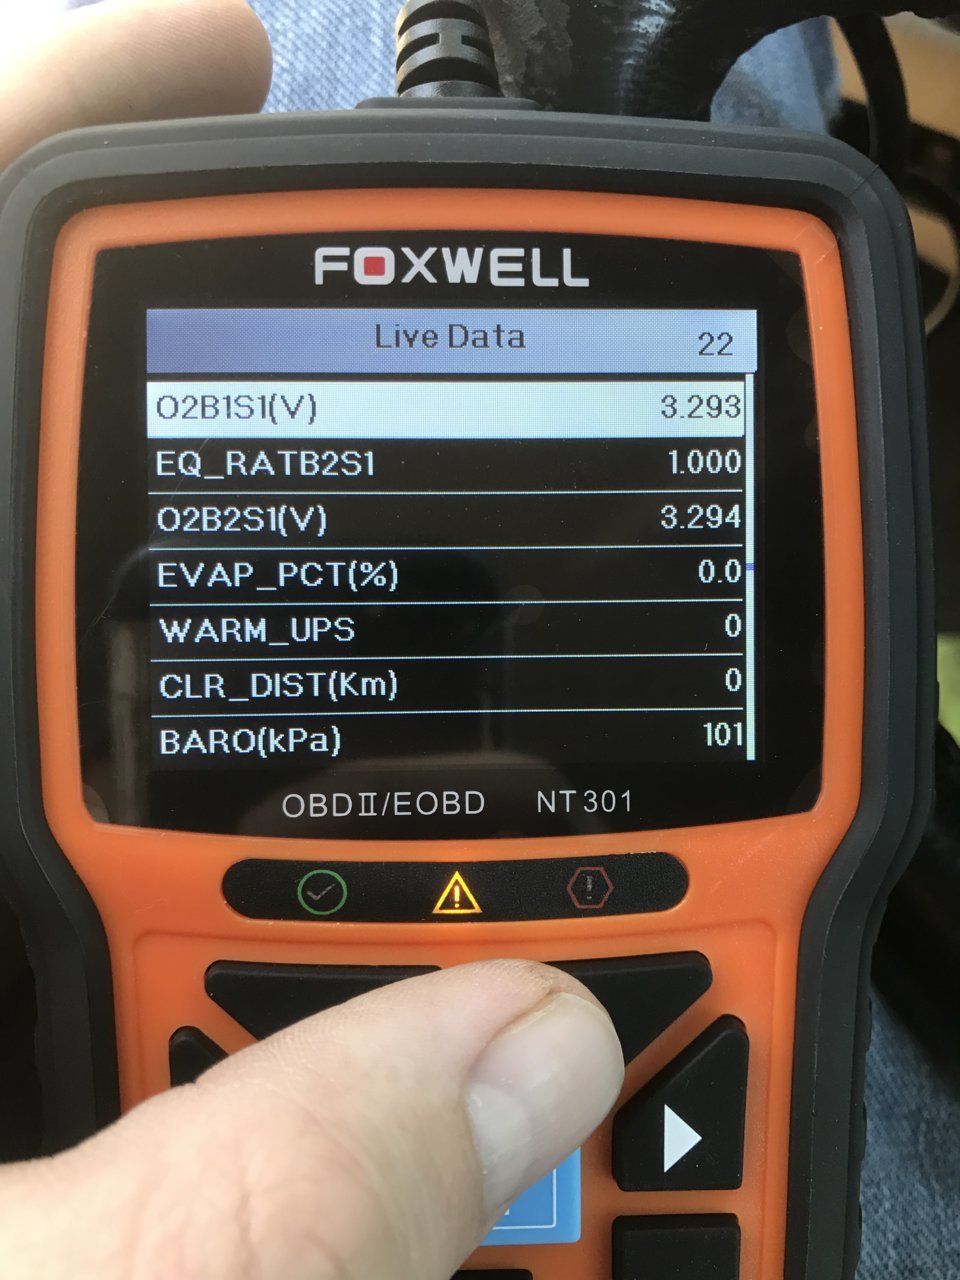 FOXWELL
Live Data 22
O2B1S1(V) 3.293
EQ_RATB2S1 1.000
O2B2S1(V) 3.294
EVAP_PCT(%) 0.0
WARM_UPS 0
CLR_DIST(Km) 0
BARO(kPa) 101
OBDII/EOBD NT301